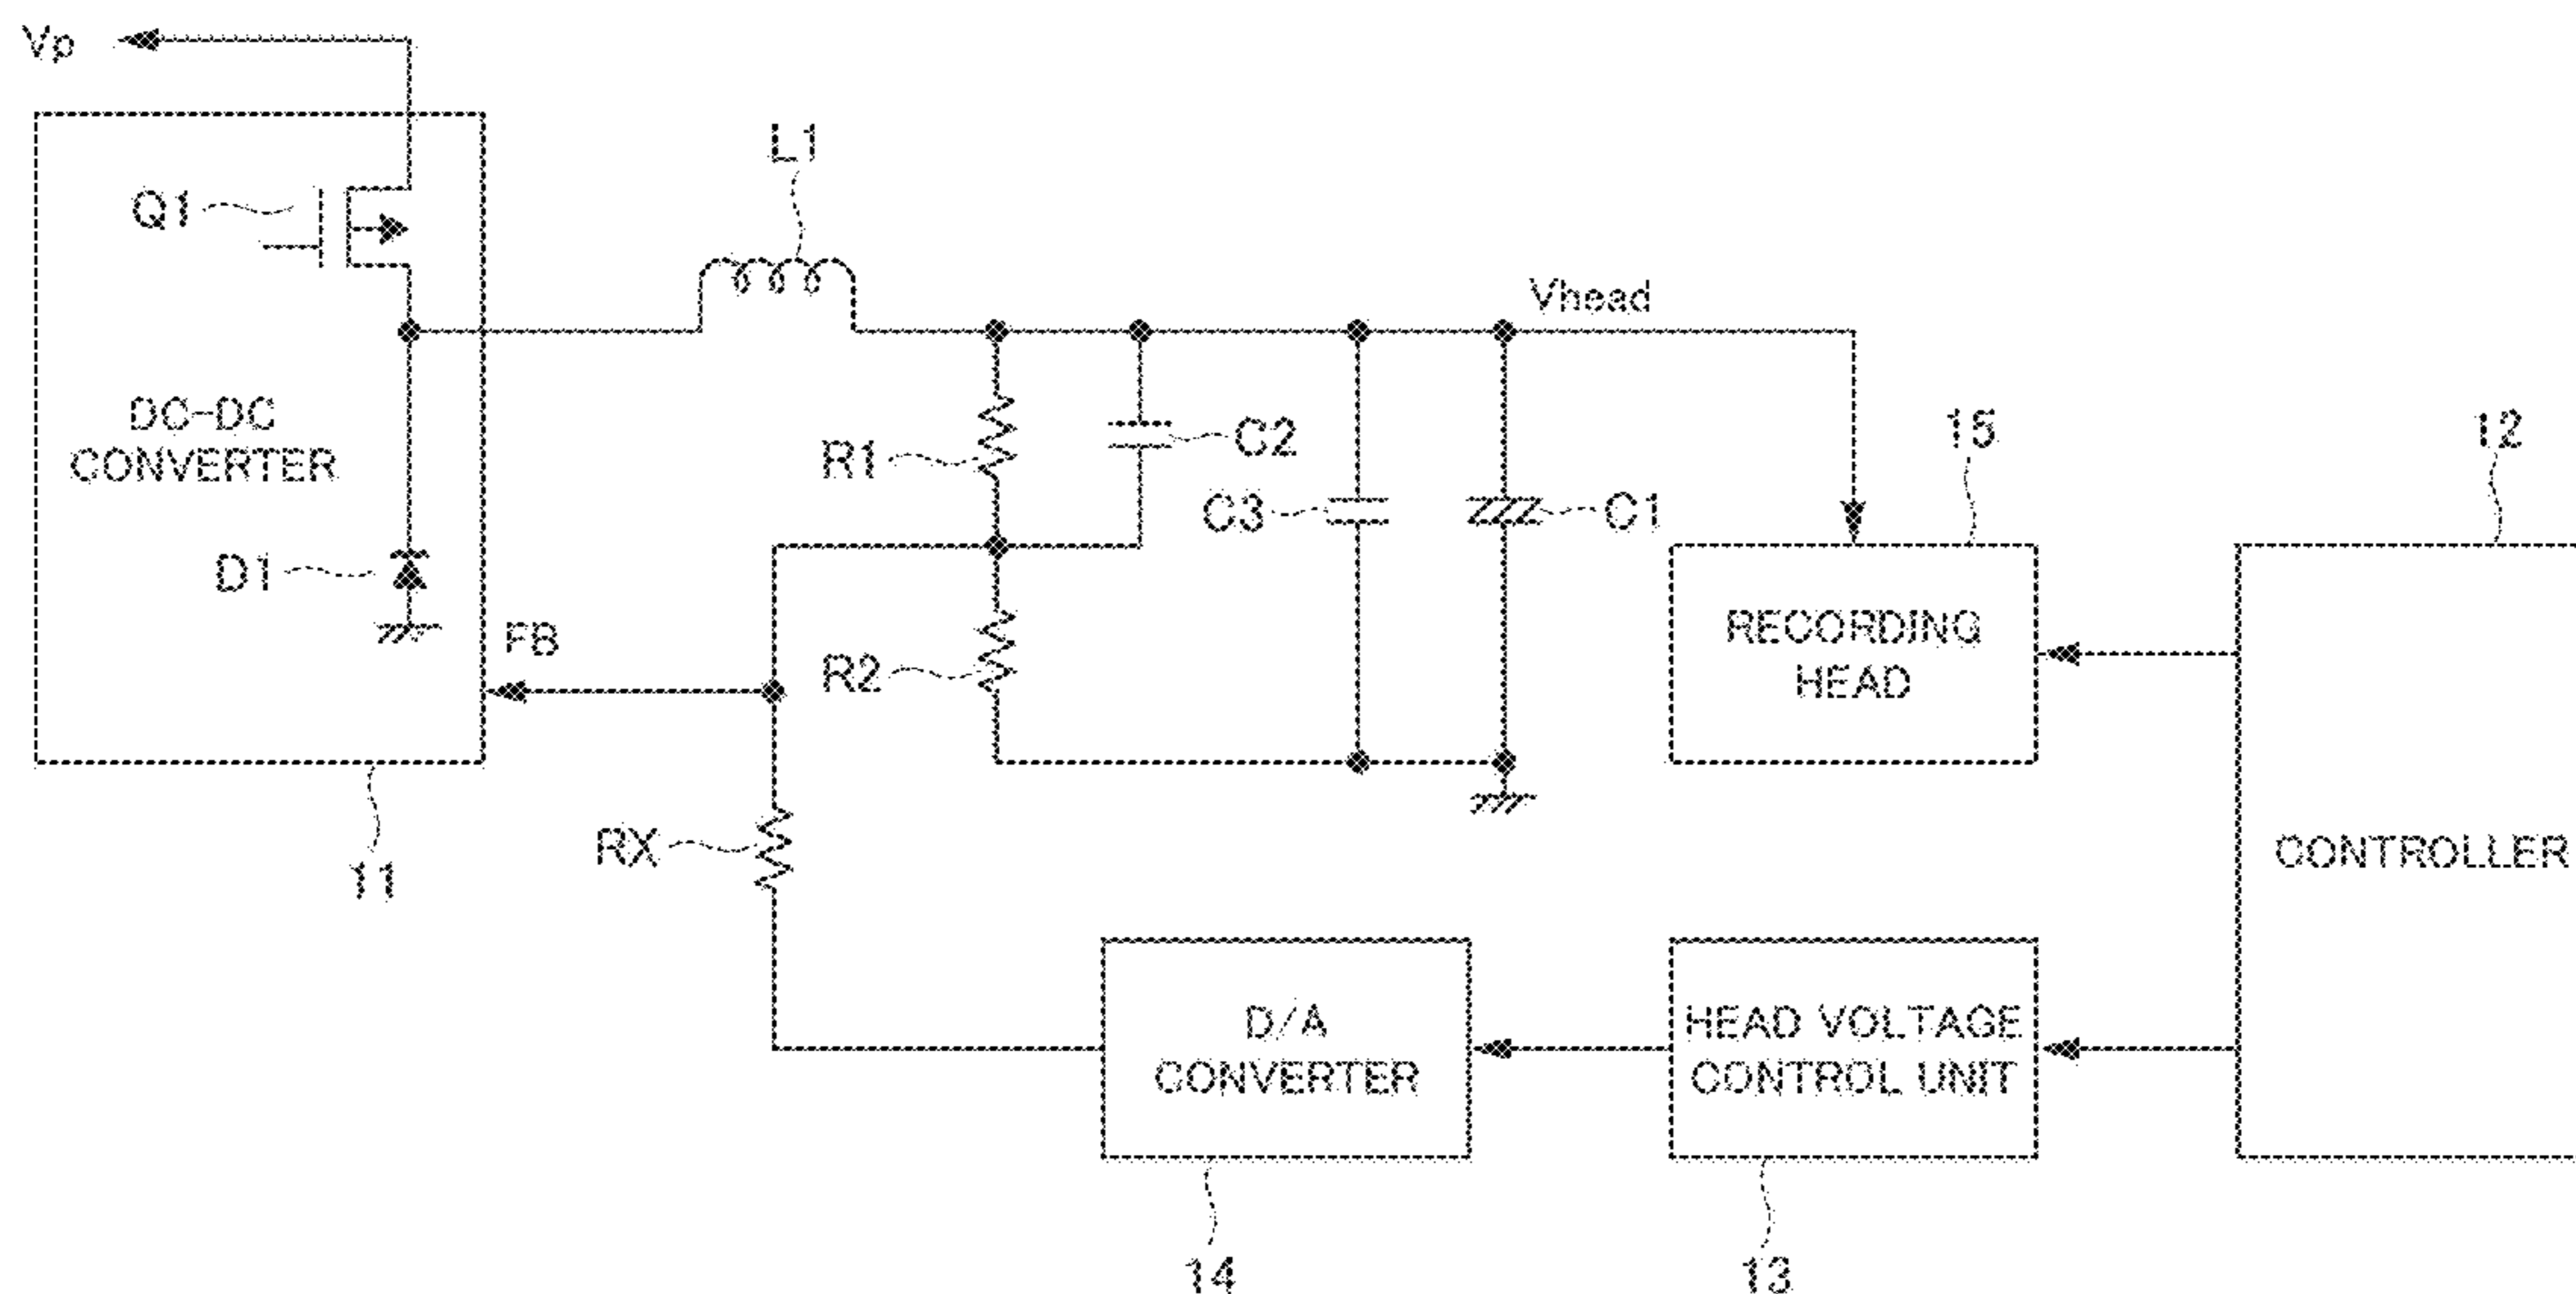 Vp
L1
Q1
Vhead
DC-DC
CONVERTER
R1
C2
C3
C1
15
12
D1
FB
R2
RECORDING
HEAD
RX
11
CONTROLLER
D/A
CONVERTER
HEAD VOLTAGE
CONTROL UNIT
14
13